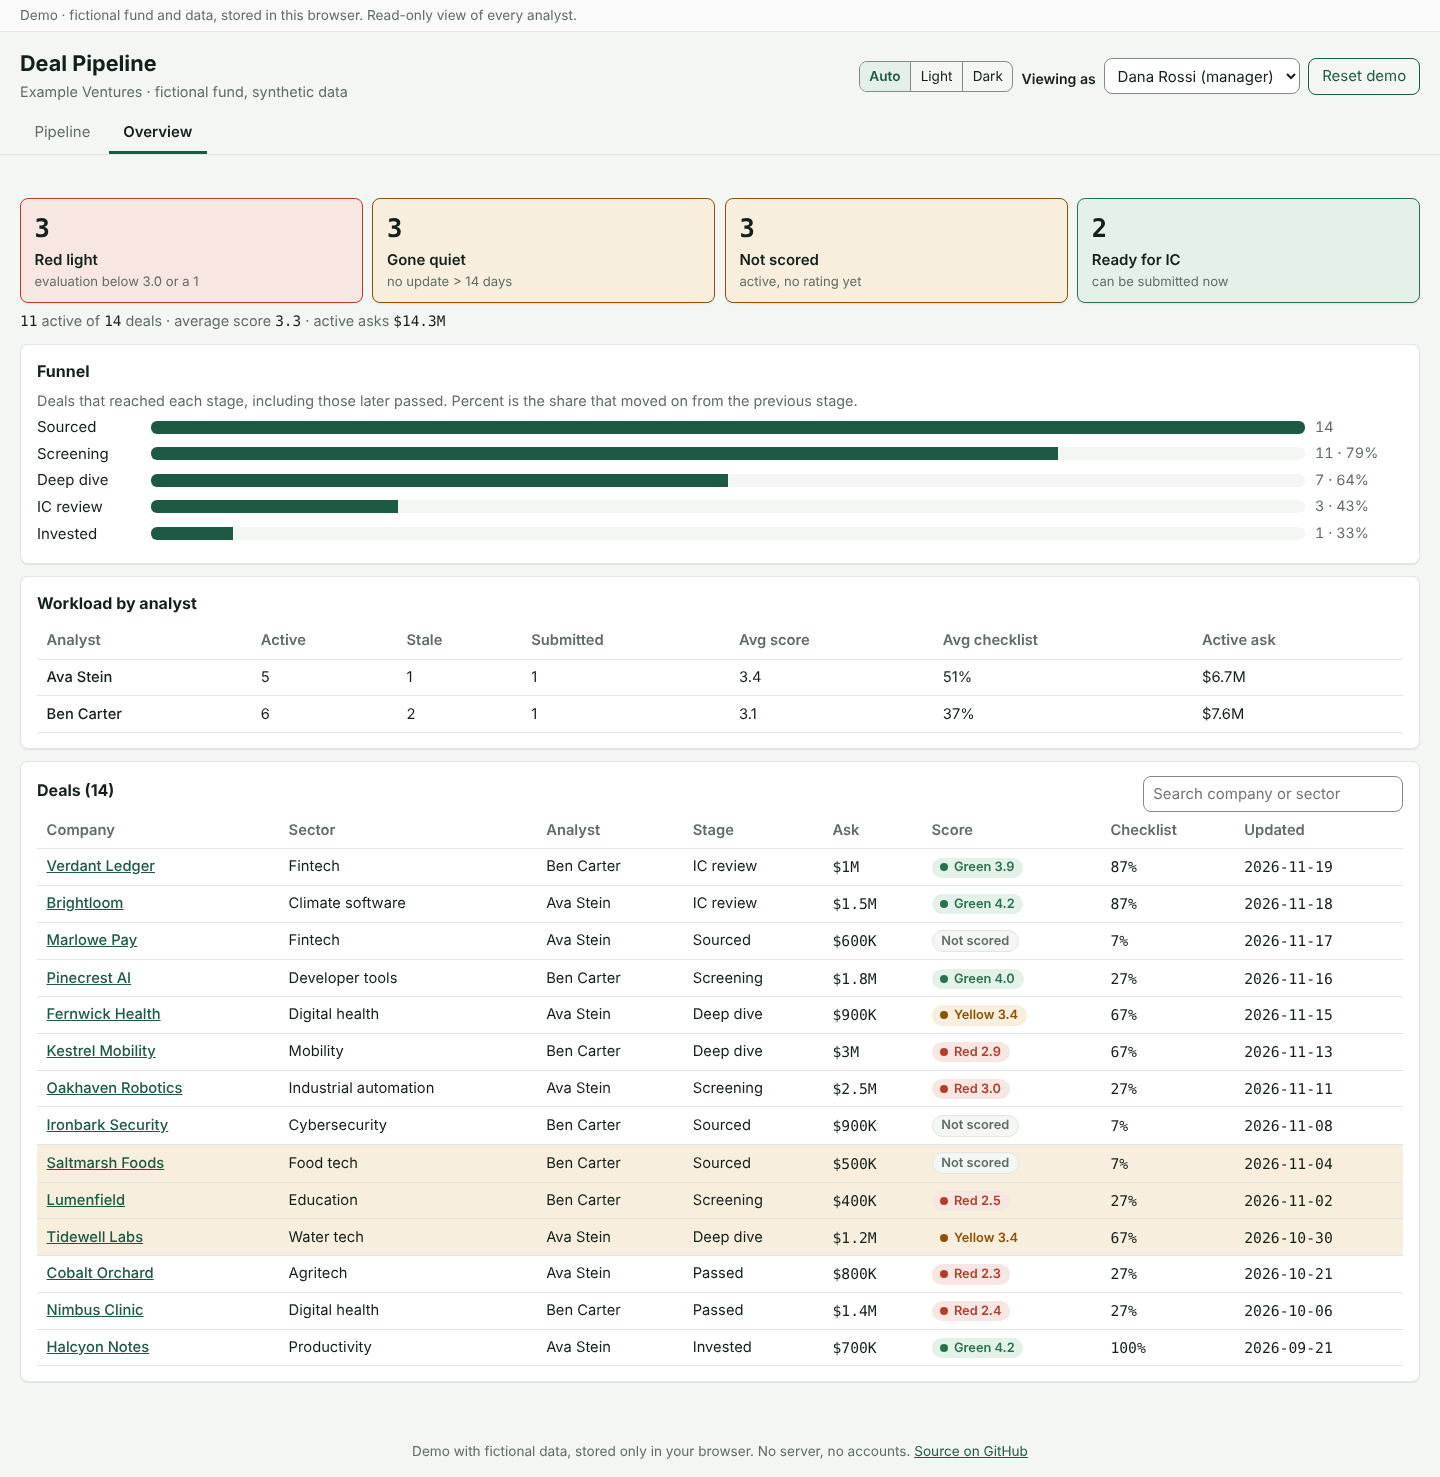 Demo · fictional fund and data, stored in this browser. Read-only view of every analyst.
Deal Pipeline
Example Ventures · fictional fund, synthetic data
Auto Light Dark Viewing as Dana Rossi (manager) Reset demo
Pipeline Overview
3 3 3 2
Red light Gone quiet Not scored Ready for IC
evaluation below 3.0 or a 1 no update > 14 days active, no rating yet can be submitted now
11 active of 14 deals · average score 3.3 · active asks $14.3M
Funnel
Deals that reached each stage, including those later passed. Percent is the share that moved on from the previous stage.
Sourced 14
Screening 11 · 79%
Deep dive 7 · 64%
IC review 3 · 43%
Invested 1 · 33%
Workload by analyst
Analyst Active Stale Submitted Avg score Avg checklist Active ask
Ava Stein 5 1 1 3.4 51% $6.7M
Ben Carter 6 2 1 3.1 37% $7.6M
Deals (14) Search company or sector
Company Sector Analyst Stage Ask Score Checklist Updated
Verdant Ledger Fintech Ben Carter IC review $1M Green 3.9 87% 2026-11-19
Brightloom Climate software Ava Stein IC review $1.5M Green 4.2 87% 2026-11-18
Marlowe Pay Fintech Ava Stein Sourced $600K Not scored 7% 2026-11-17
Pinecrest AI Developer tools Ben Carter Screening $1.8M Green 4.0 27% 2026-11-16
Fernwick Health Digital health Ava Stein Deep dive $900K Yellow 3.4 67% 2026-11-15
Kestrel Mobility Mobility Ben Carter Deep dive $3M Red 2.9 67% 2026-11-13
Oakhaven Robotics Industrial automation Ava Stein Screening $2.5M Red 3.0 27% 2026-11-11
Ironbark Security Cybersecurity Ben Carter Sourced $900K Not scored 7% 2026-11-08
Saltmarsh Foods Food tech Ben Carter Sourced $500K Not scored 7% 2026-11-04
Lumenfield Education Ben Carter Screening $400K Red 2.5 27% 2026-11-02
Tidewell Labs Water tech Ava Stein Deep dive $1.2M Yellow 3.4 67% 2026-10-30
Cobalt Orchard Agritech Ava Stein Passed $800K Red 2.3 27% 2026-10-21
Nimbus Clinic Digital health Ben Carter Passed $1.4M Red 2.4 27% 2026-10-06
Halcyon Notes Productivity Ava Stein Invested $700K Green 4.2 100% 2026-09-21
Demo with fictional data, stored only in your browser. No server, no accounts. Source on GitHub